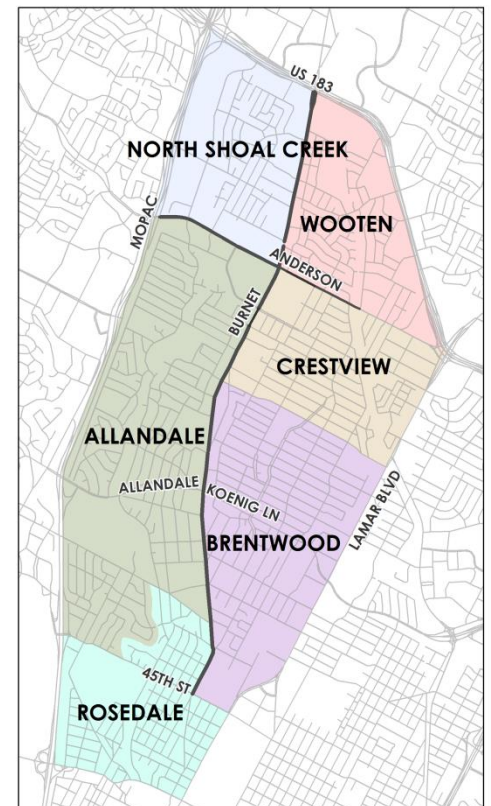 US 183
NORTH SHOAL CREEK
MOPAC
WOOTEN
ANDERSON
BURNET
CRESTVIEW
ALLANDALE
ALLANDALE
KOENIG LN
LAMAR BLVD
BRENTWOOD
45TH ST
ROSEDALE